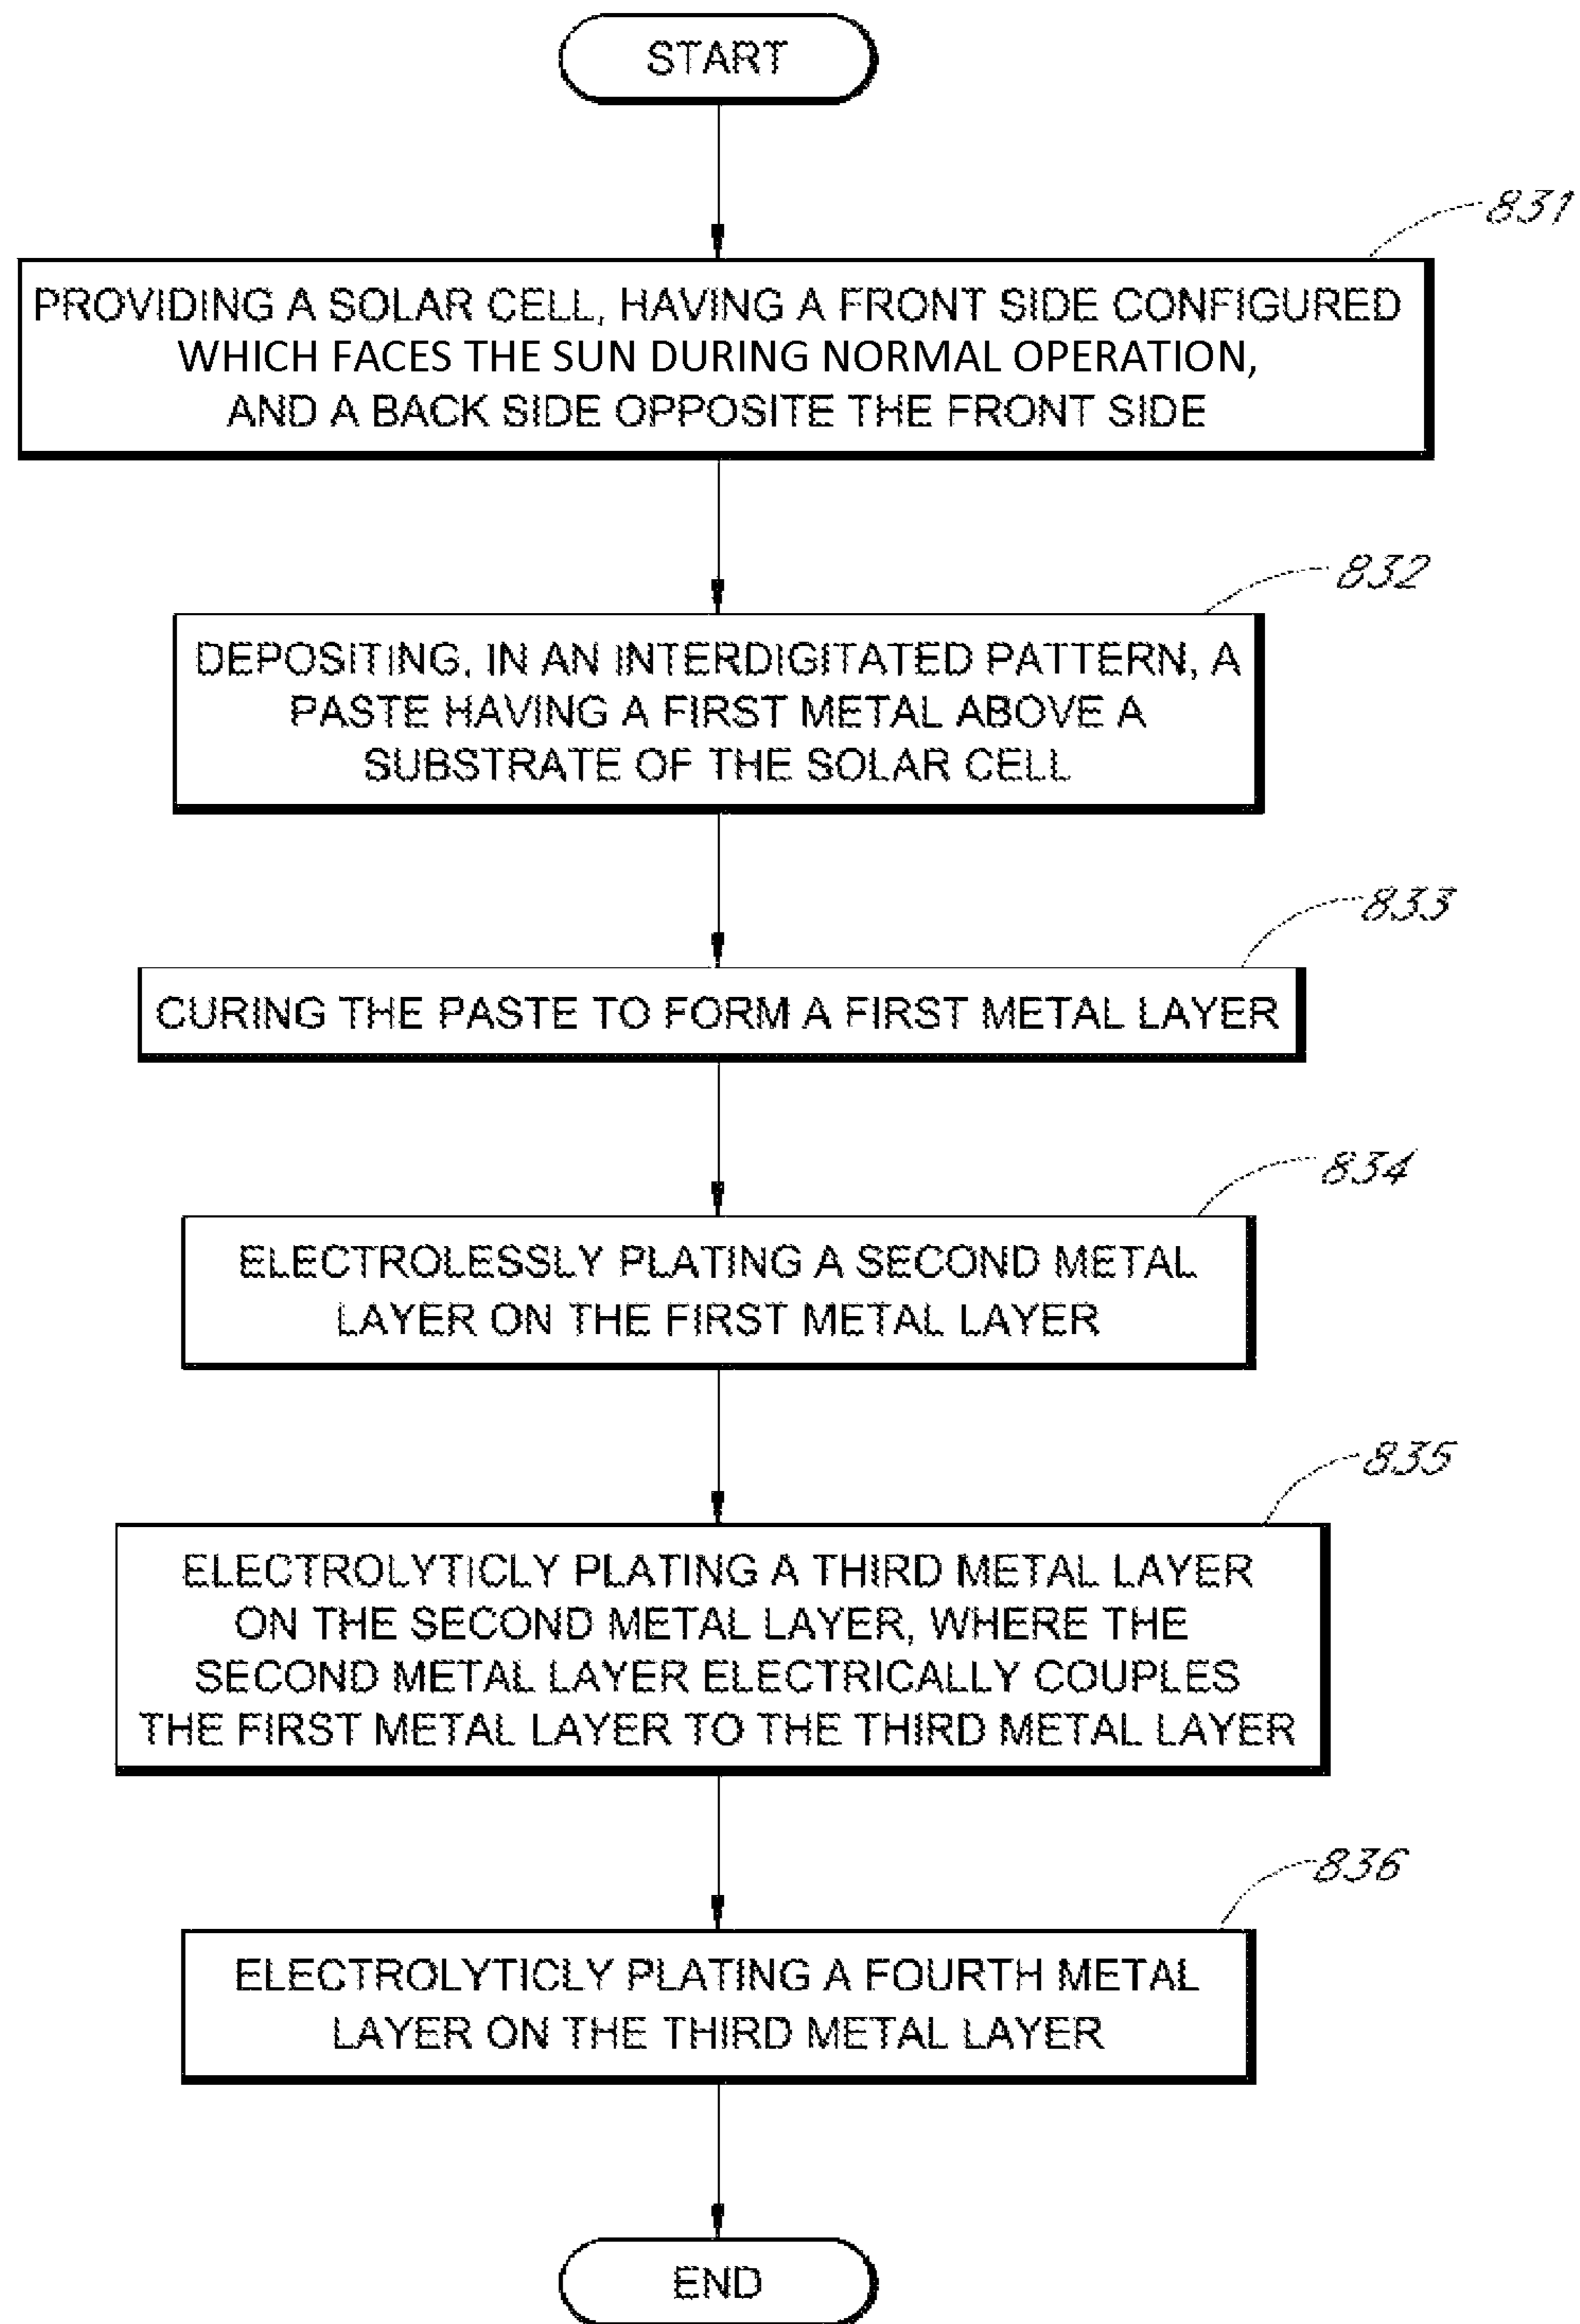 START
831
PROVIDING A SOLAR CELL, HAVING A FRONT SIDE CONFIGURED
WHICH FACES THE SUN DURING NORMAL OPERATION,
AND A BACK SIDE OPPOSITE THE FRONT SIDE
832
DEPOSITING, IN AN INTERDIGITATED PATTERN, A
PASTE HAVING A FIRST METAL ABOVE A
SUBSTRATE OF THE SOLAR CELL
833
CURING THE PASTE TO FORM A FIRST METAL LAYER
834
ELECTROLESSLY PLATING A SECOND METAL
LAYER ON THE FIRST METAL LAYER
835
ELECTROLYTICLY PLATING A THIRD METAL LAYER
ON THE SECOND METAL LAYER, WHERE THE
SECOND METAL LAYER ELECTRICALLY COUPLES
THE FIRST METAL LAYER TO THE THIRD METAL LAYER
836
ELECTROLYTICLY PLATING A FOURTH METAL
LAYER ON THE THIRD METAL LAYER
END